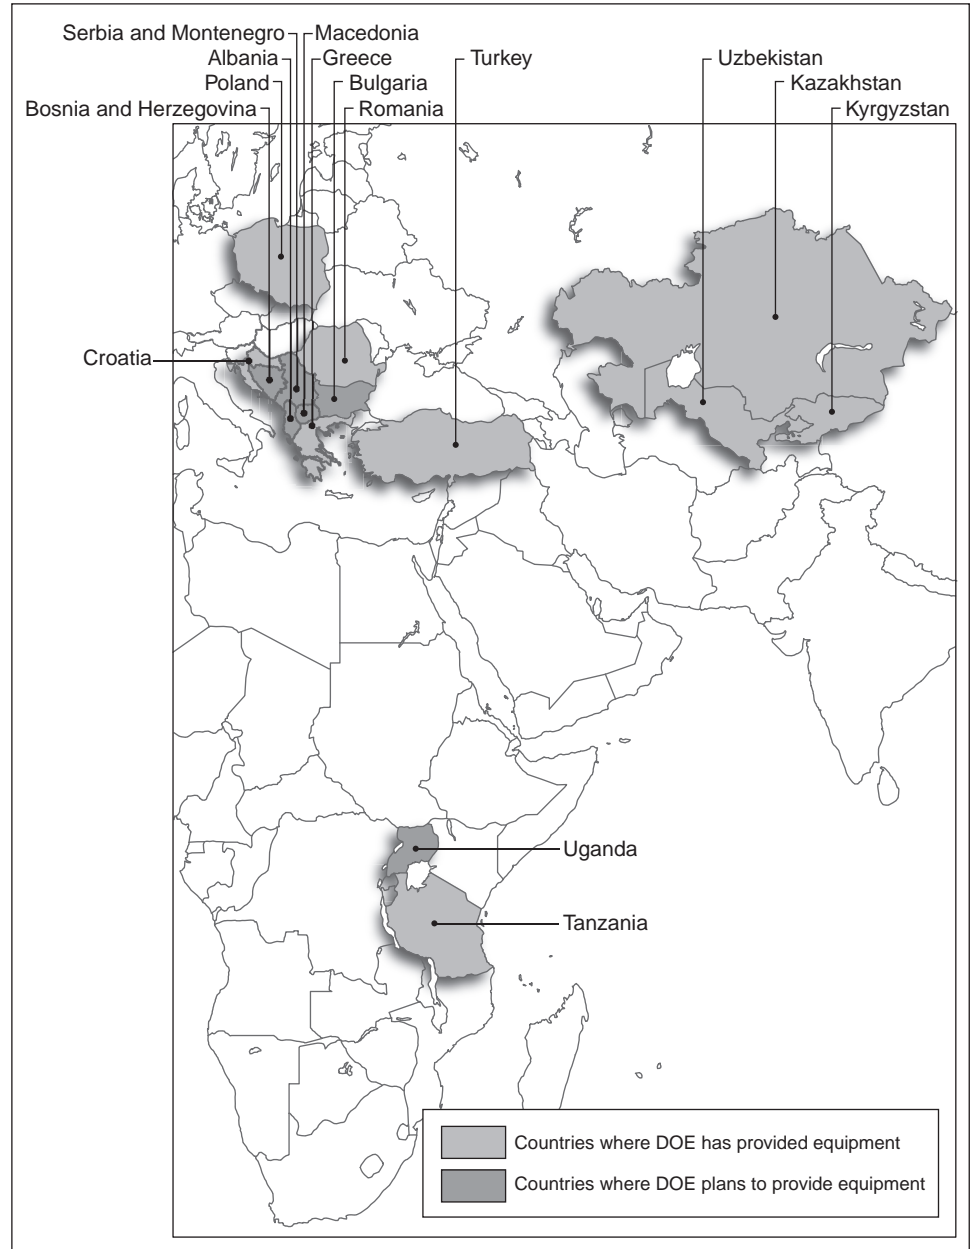 Serbia and Montenegro
Macedonia
Albania
Greece
Turkey
Uzbekistan
Poland
Bulgaria
Kazakhstan
Bosnia and Herzegovina
Romania
Kyrgyzstan
Croatia
Uganda
Tanzania
Countries where DOE has provided equipment
Countries where DOE plans to provide equipment